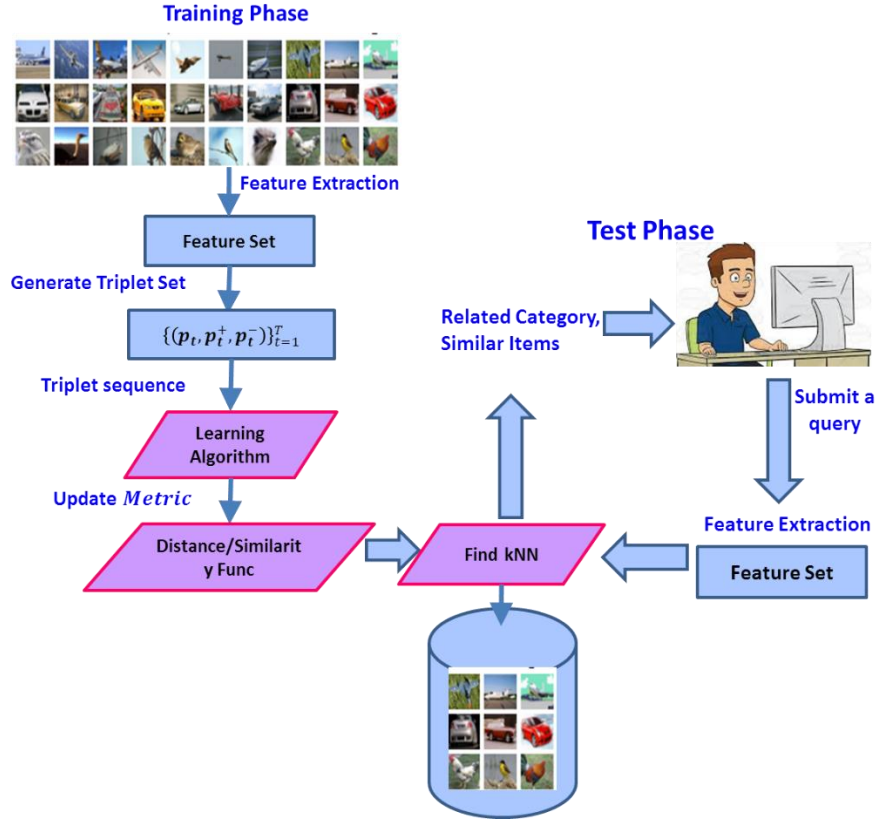 Training Phase
Feature Extraction
Feature Set
Generate Triplet Set
{(p_t, p_t^+, p_t^-)}_{t=1}^T
Triplet sequence
Learning
Algorithm
Update Metric
Distance/Similarit
y Func
Find kNN
Test Phase
Related Category,
Similar Items
Submit a
query
Feature Extraction
Feature Set